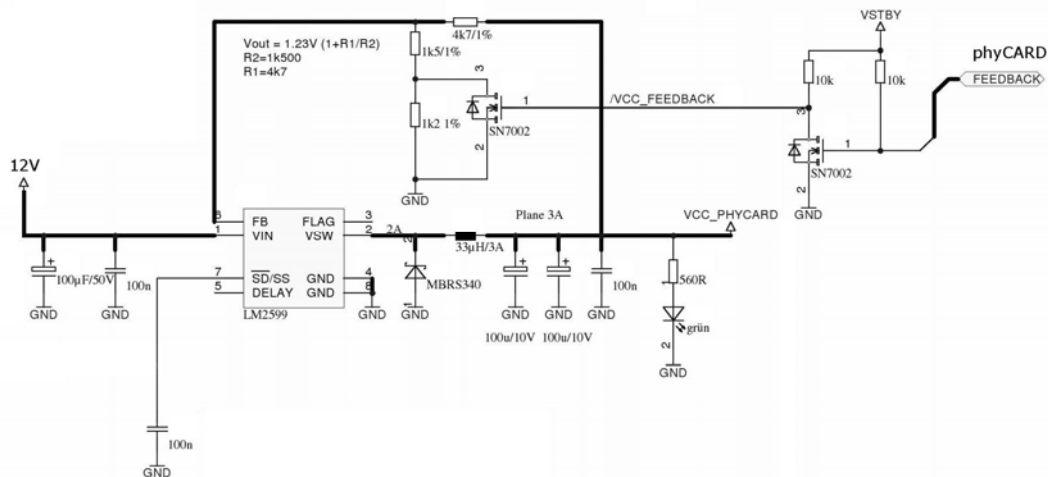 4k7/1%
VSTBY
Vout = 1.23V (1+R1/R2)
R2=1k500
R1=4k7
1k5/1%
3
10k
10k
phyCARD
FEEDBACK
/VCC_FEEDBACK
1
1k2 1%
SN7002
2
3
1
SN7002
2
GND
GND
12V
6
FB
FLAG
3
1
VIN
VSW
2
2A
2
Plane 3A
VCC_PHYCARD
33µH/3A
100µF/50V
100n
7
SD/SS
GND
4
5
DELAY
GND
8
MBRS340
1
100n
1
560R
GND
GND
LM2599
GND
GND
GND
GND
GND
100u/10V
100u/10V
grün
2
GND
100n
GND